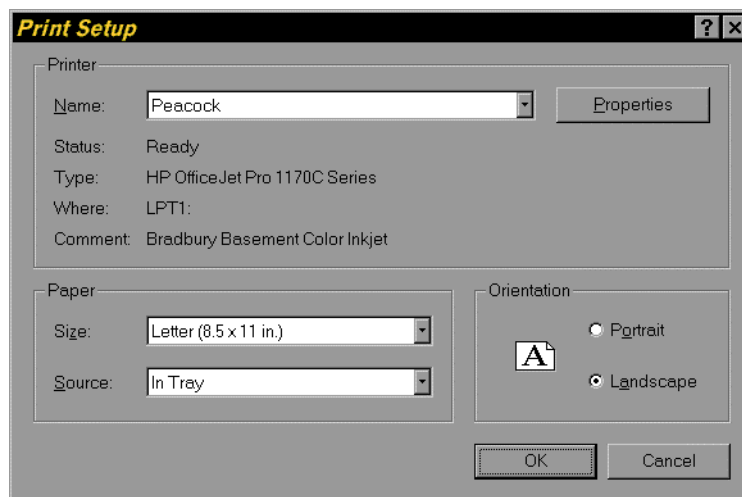 Print Setup
Printer
Name: Peacock Properties
Status: Ready
Type: HP OfficeJet Pro 1170C Series
Where: LPT1:
Comment: Bradbury Basement Color Inkjet
Paper
Size: Letter (8.5 x 11 in.)
Source: In Tray
Orientation
A
Portrait
Landscape
OK Cancel